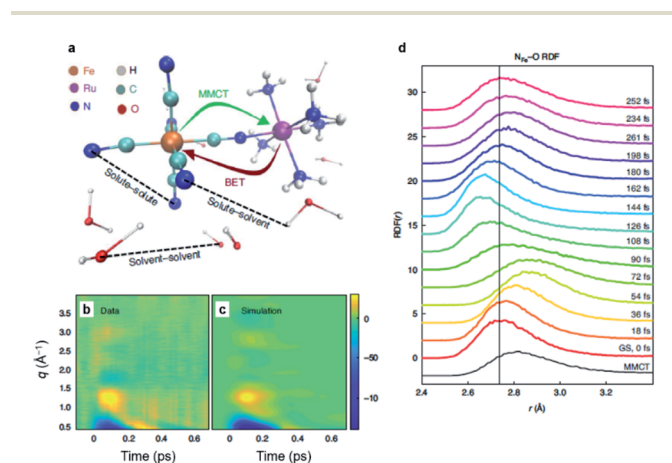 a
Fe
H
Ru
C
N
O
MMCT
BET
Solute–solute
Solute–solvent
Solvent–solvent
b
Data
c
Simulation
q (Å⁻¹)
3.5
3.0
2.5
2.0
1.5
1.0
0.5
0
0.2
0.4
0.6
0
0.2
0.4
0.6
Time (ps)
Time (ps)
0
−50
−10
d
N_Fe–O RDF
RDF(r)
30
25
20
15
10
5
0
252 fs
234 fs
261 fs
198 fs
180 fs
162 fs
144 fs
126 fs
108 fs
90 fs
72 fs
54 fs
36 fs
18 fs
GS, 0 fs
MMCT
2.4
2.6
2.8
3.0
3.2
r (Å)